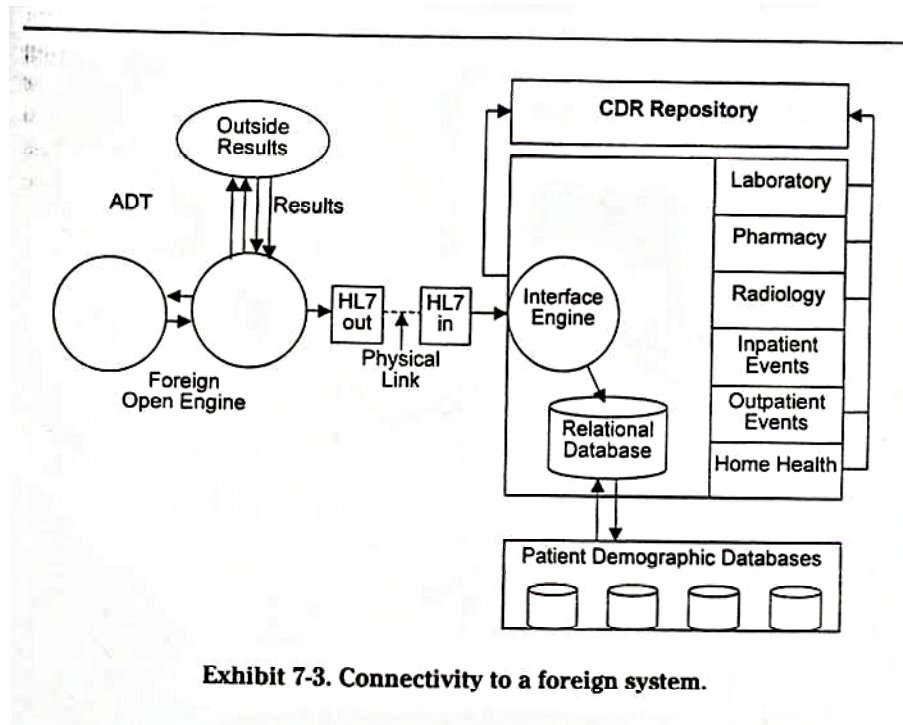 CDR Repository
Outside
Results
ADT
Results
Laboratory
Pharmacy
Radiology
Inpatient
Events
Outpatient
Events
Home Health
HL7
out
HL7
in
Interface
Engine
Physical
Link
Foreign
Open Engine
Relational
Database
Patient Demographic Databases
Exhibit 7-3. Connectivity to a foreign system.